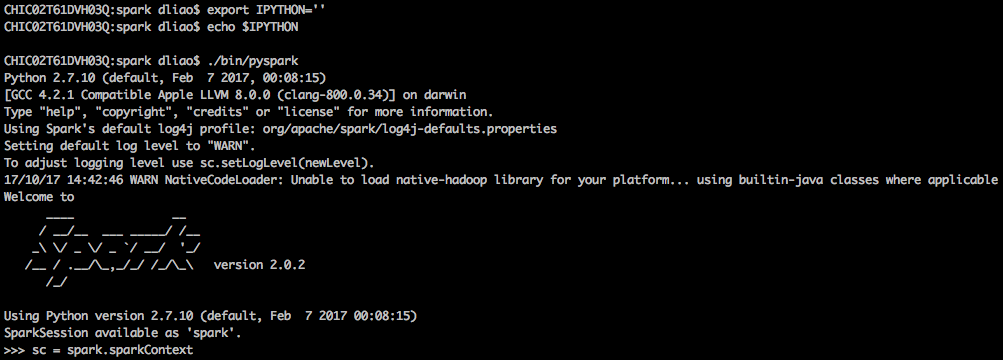 CHIC02T61DVH03Q:spark dliao$ export IPYTHON=''
CHIC02T61DVH03Q:spark dliao$ echo $IPYTHON

CHIC02T61DVH03Q:spark dliao$ ./bin/pyspark
Python 2.7.10 (default, Feb  7 2017, 00:08:15)
[GCC 4.2.1 Compatible Apple LLVM 8.0.0 (clang-800.0.34)] on darwin
Type "help", "copyright", "credits" or "license" for more information.
Using Spark's default log4j profile: org/apache/spark/log4j-defaults.properties
Setting default log level to "WARN".
To adjust logging level use sc.setLogLevel(newLevel).
17/10/17 14:42:46 WARN NativeCodeLoader: Unable to load native-hadoop library for your platform... using builtin-java classes where applicable
Welcome to
      ____              __
     / __/__  ___ _____/ /__
    _\ \/ _ \/ _ `/ __/  '_/
   /__ / .__/\_,_/_/ /_/\_\   version 2.0.2
      /_/

Using Python version 2.7.10 (default, Feb  7 2017 00:08:15)
SparkSession available as 'spark'.
>>> sc = spark.sparkContext